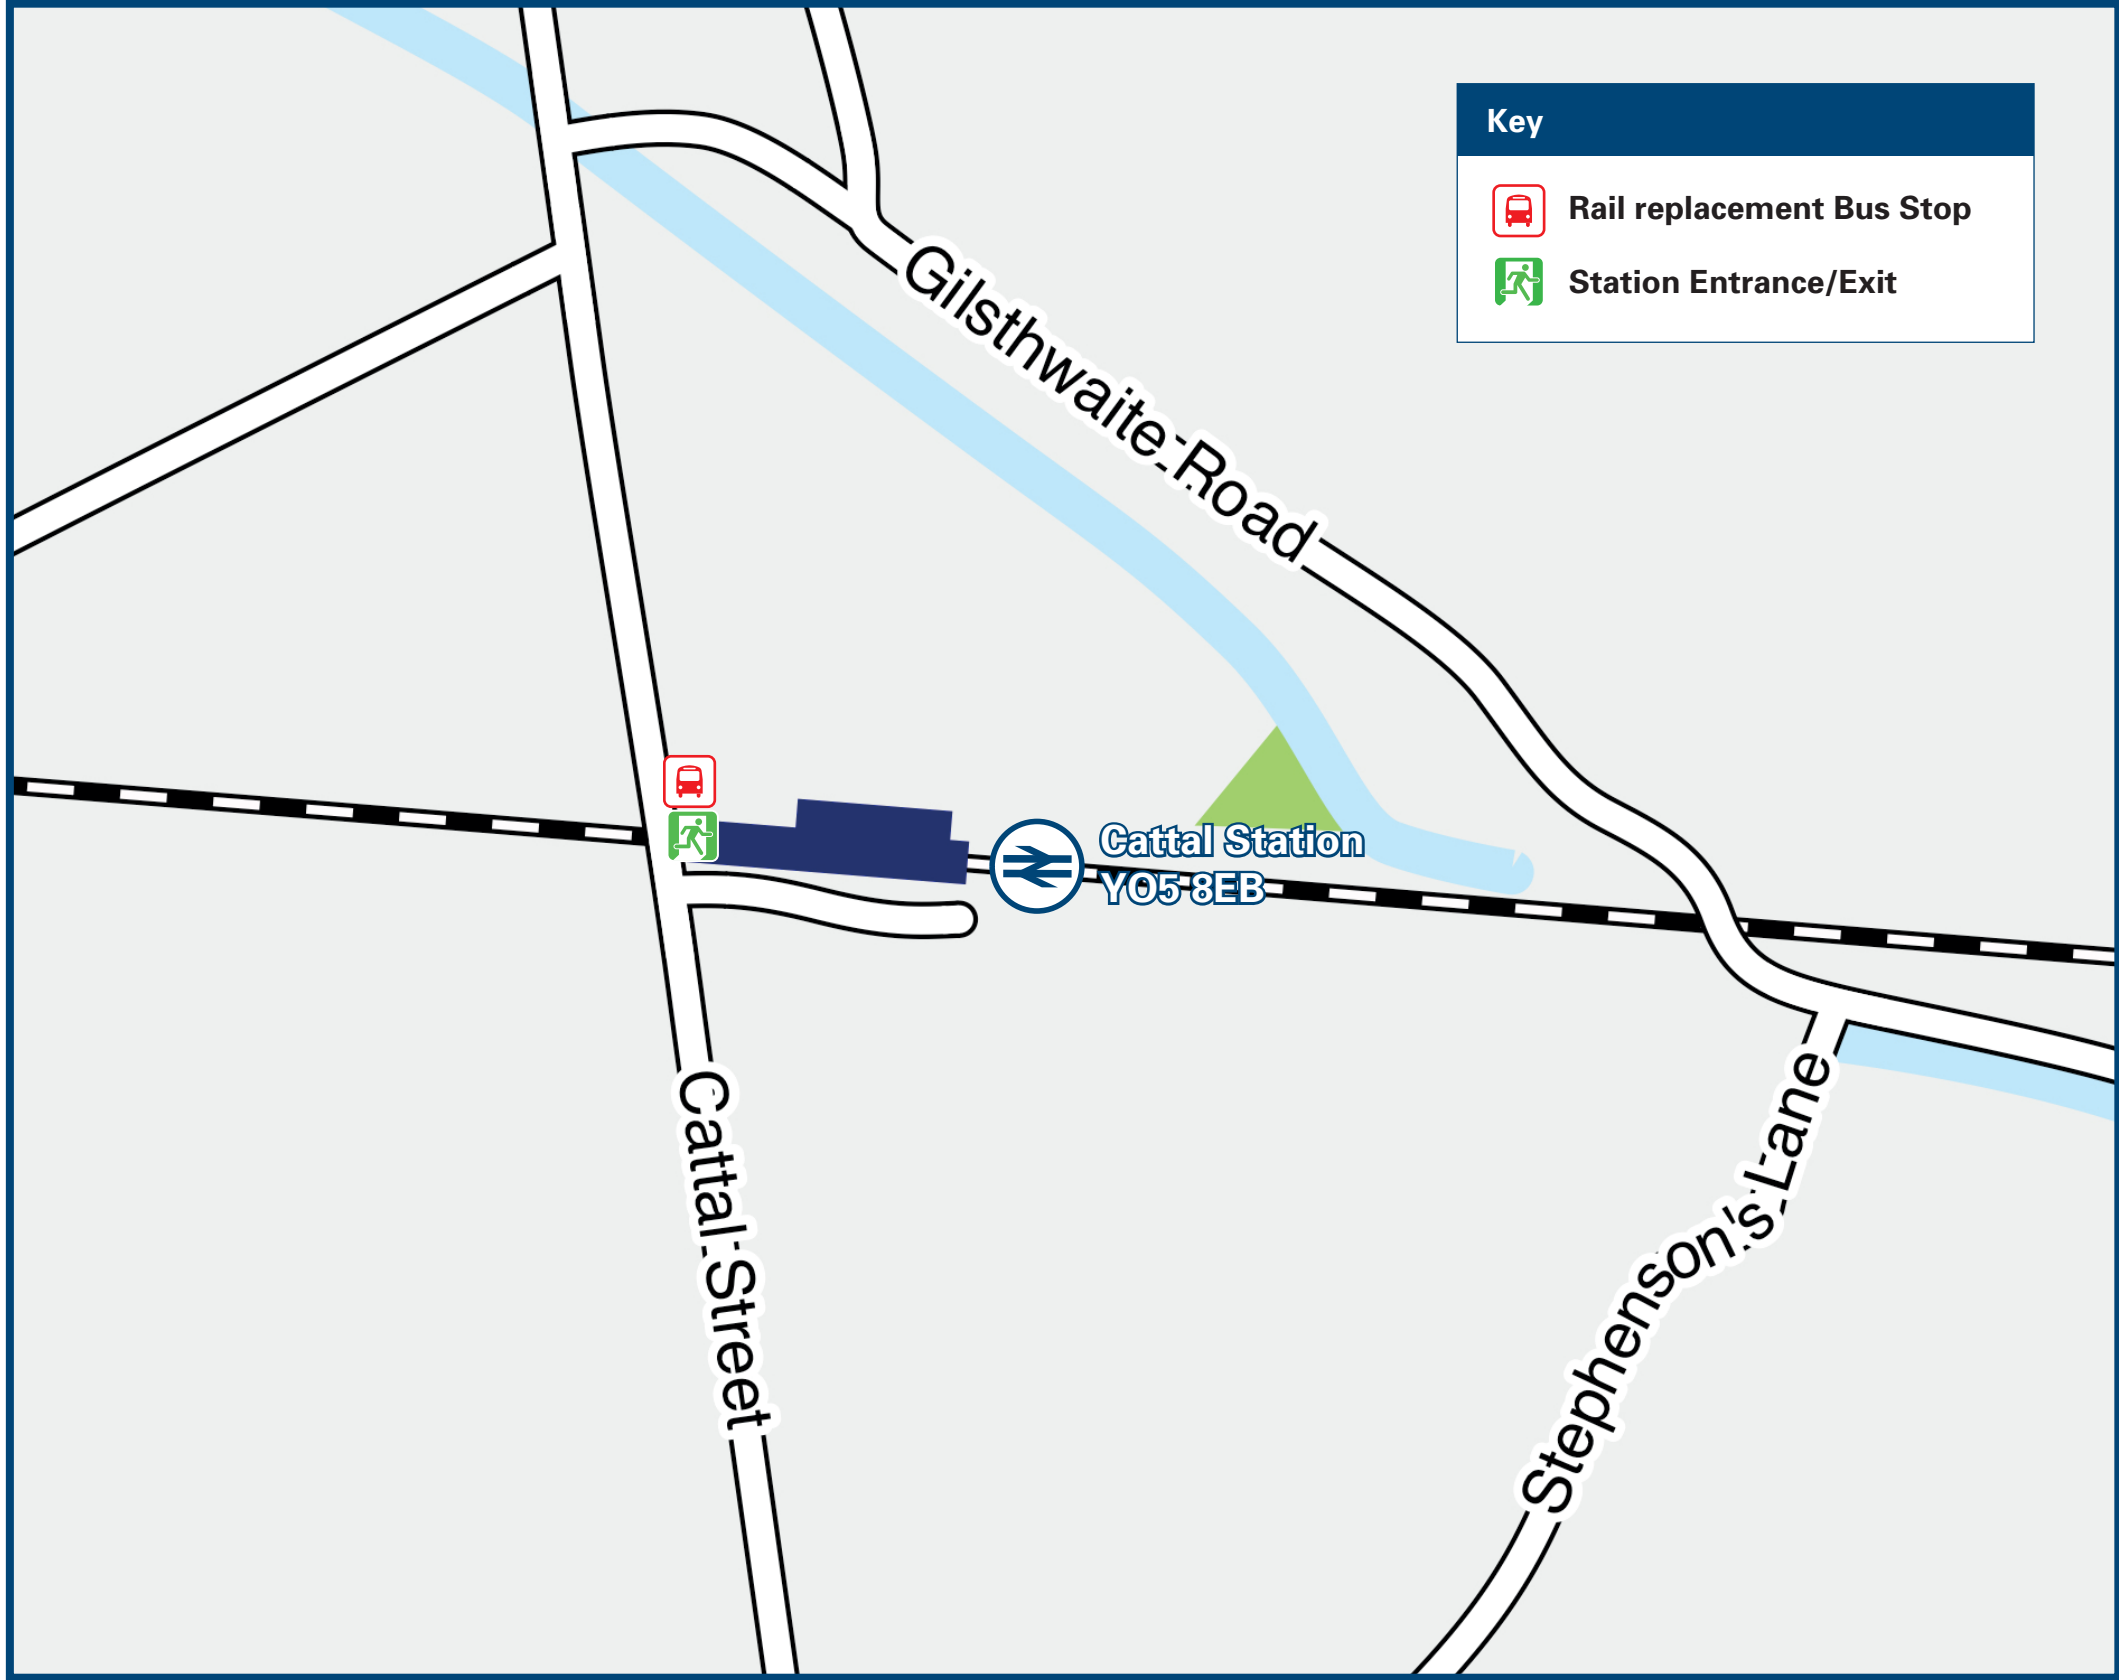 Key
Rail replacement Bus Stop
Station Entrance/Exit
Gilsthwaite Road
Cattal Station
YO5 8EB
Cattal Street
Stephenson's Lane